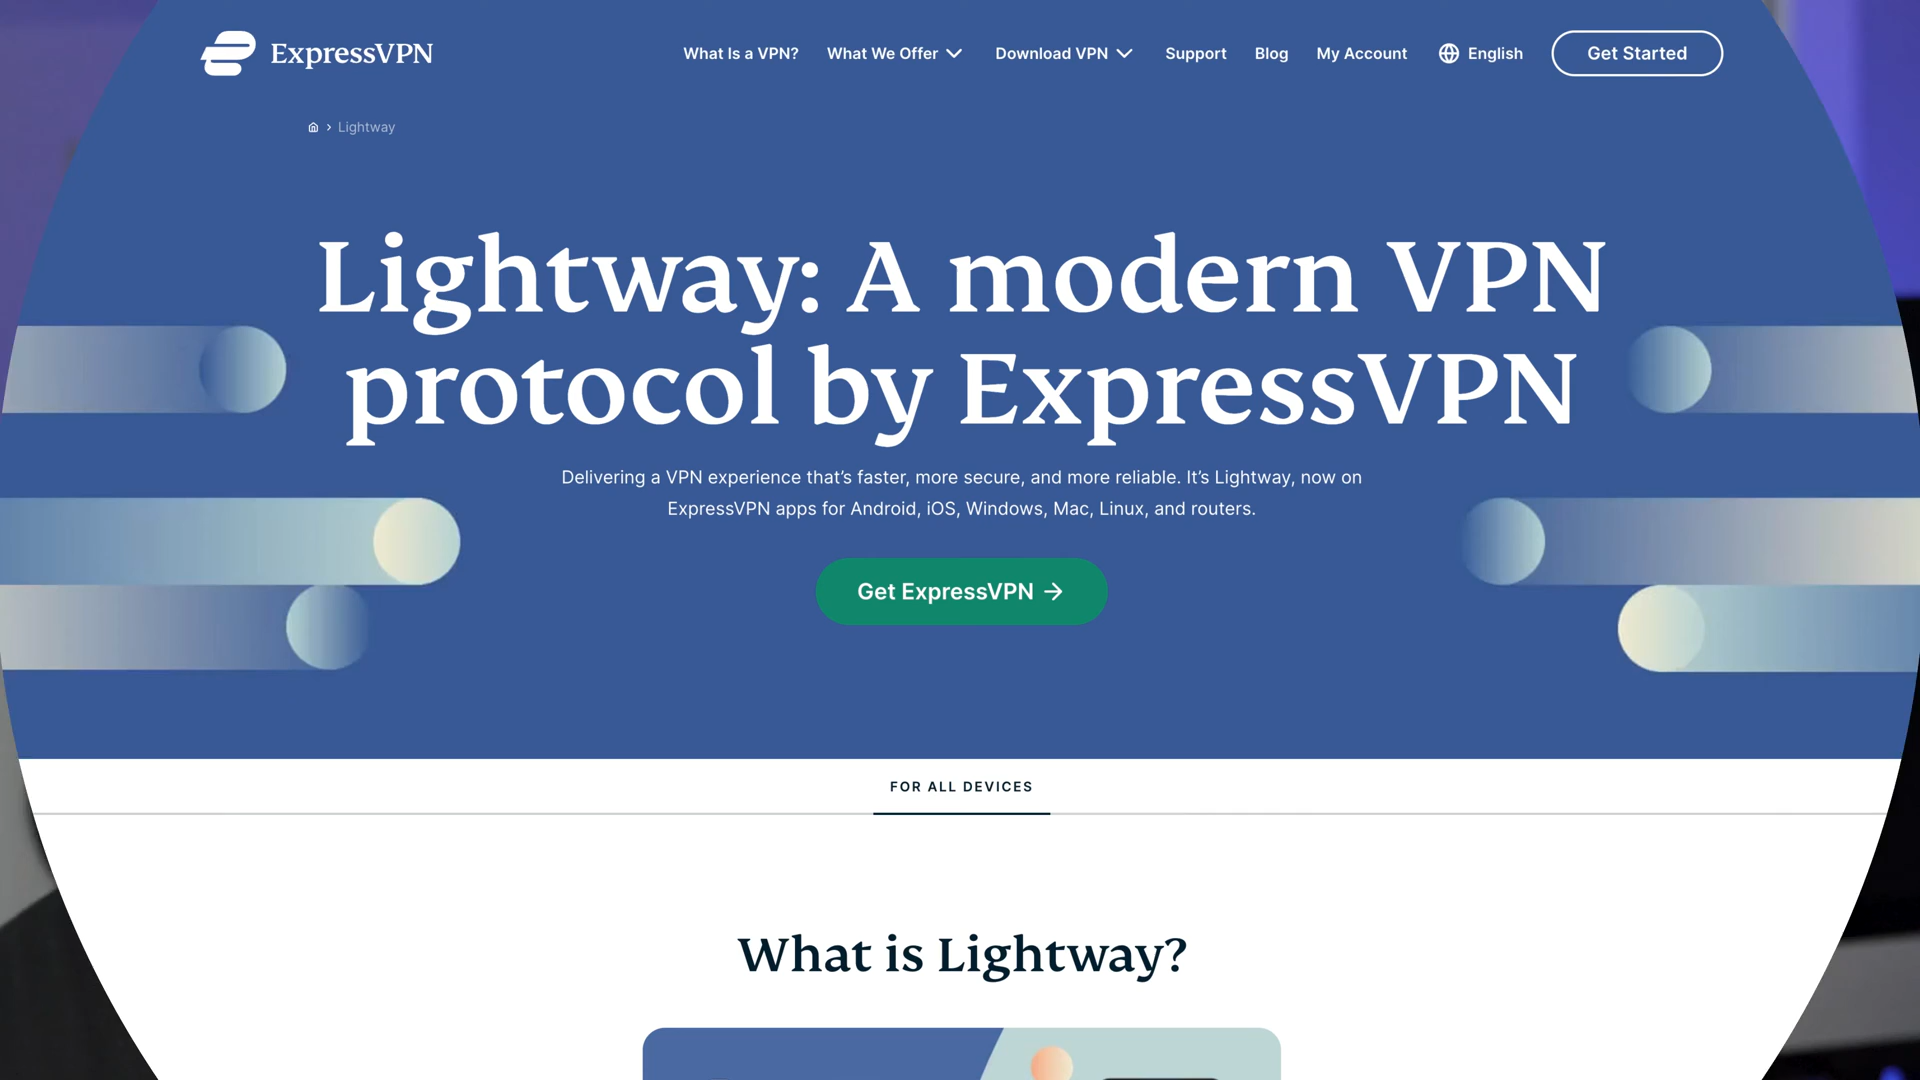 ExpressVPN
What Is a VPN? What We Offer Download VPN Support Blog My Account English Get Started
Lightway
Lightway: A modern VPN
protocol by ExpressVPN
Delivering a VPN experience that’s faster, more secure, and more reliable. It’s Lightway, now on
ExpressVPN apps for Android, iOS, Windows, Mac, Linux, and routers.
Get ExpressVPN
FOR ALL DEVICES
What is Lightway?